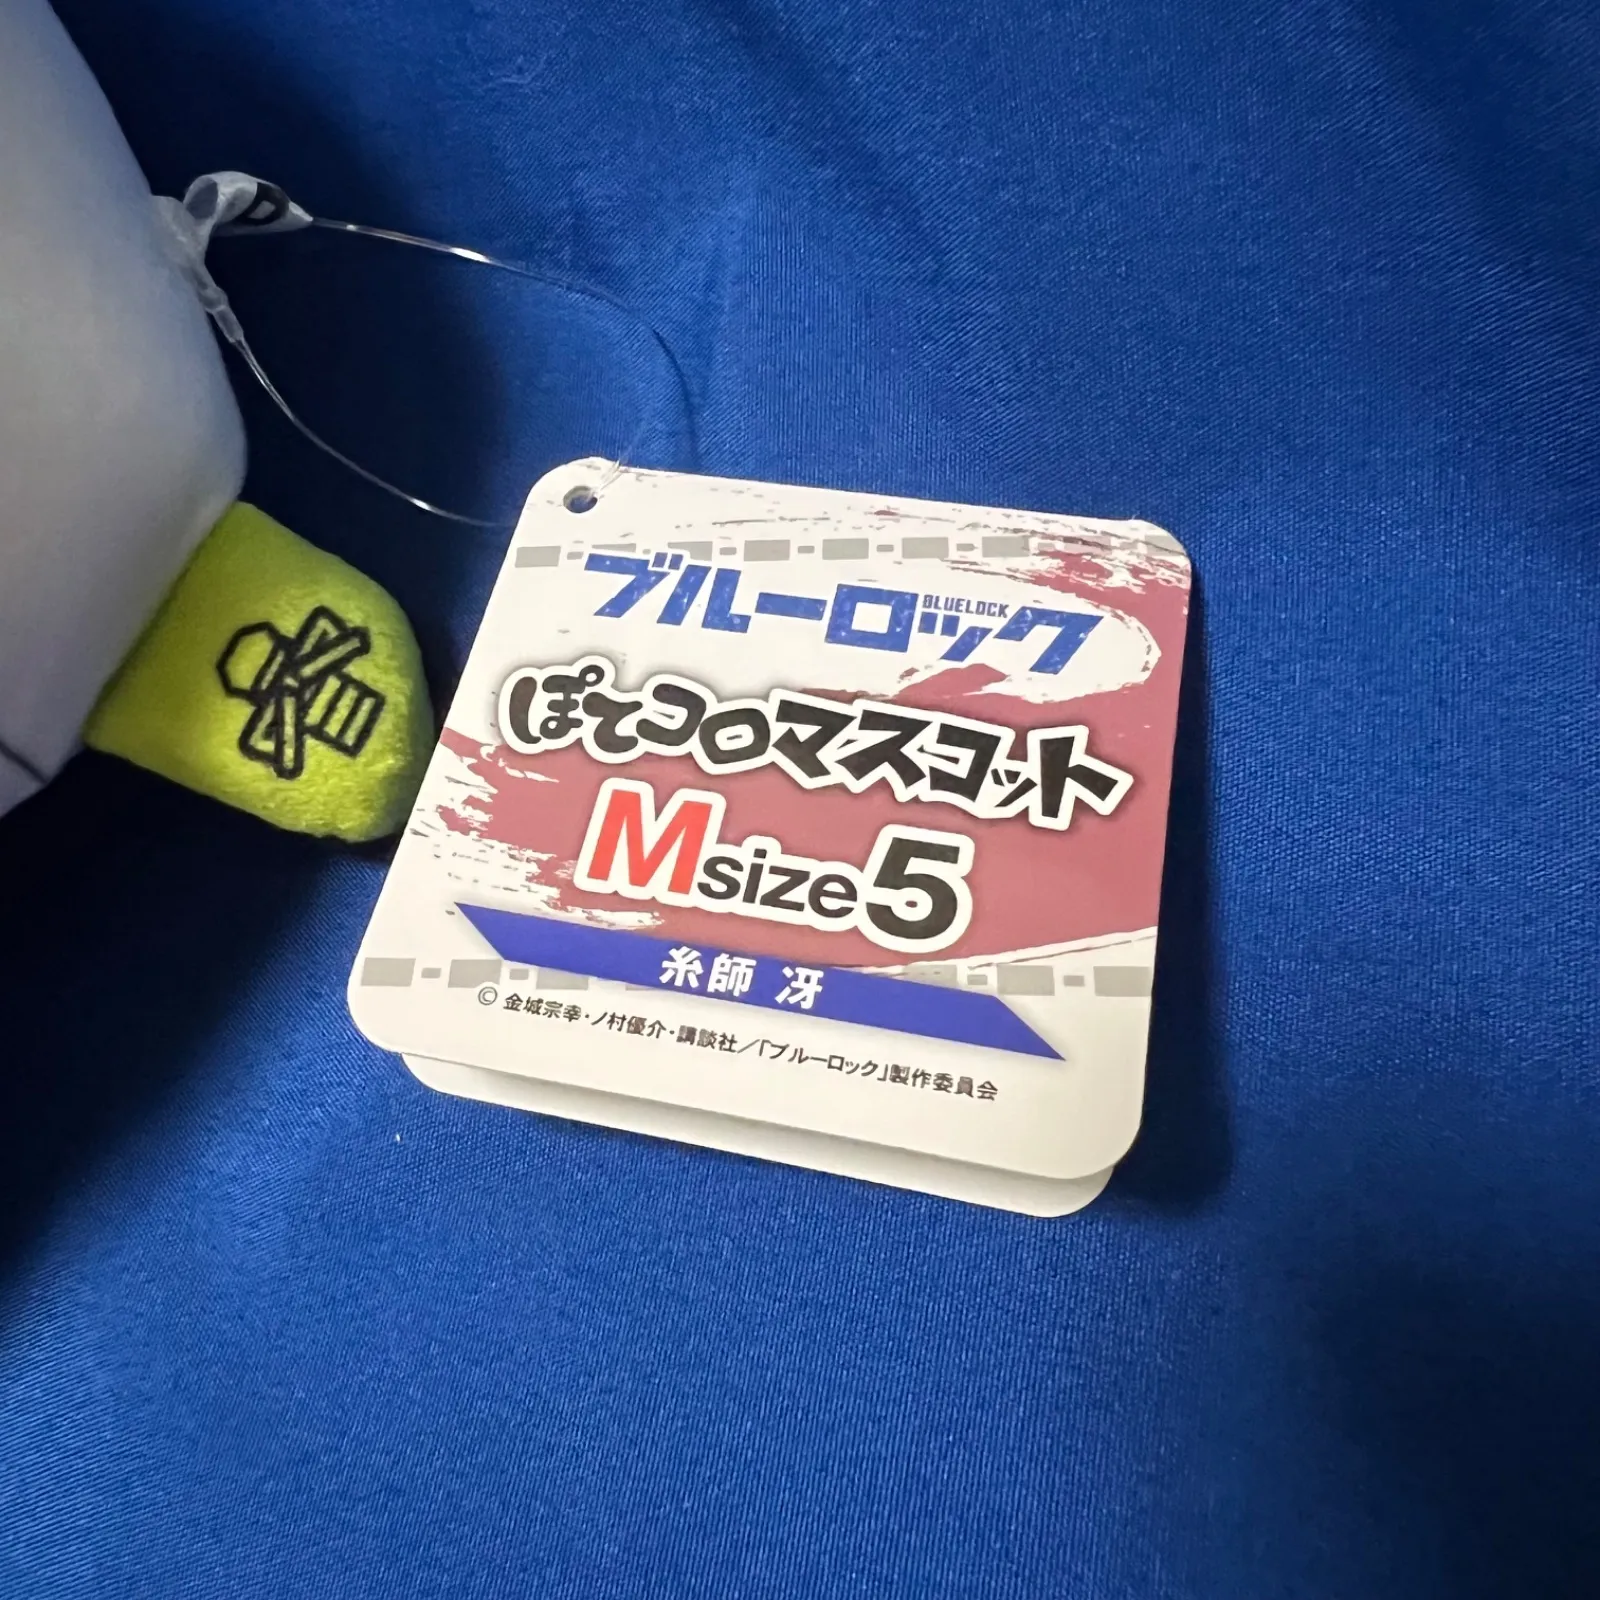 ブルーロック
BLUELOCK
ぽてコロマスコット
Msize5
糸師 冴
© 金城宗幸・ノ村優介・講談社／「ブルーロック」製作委員会